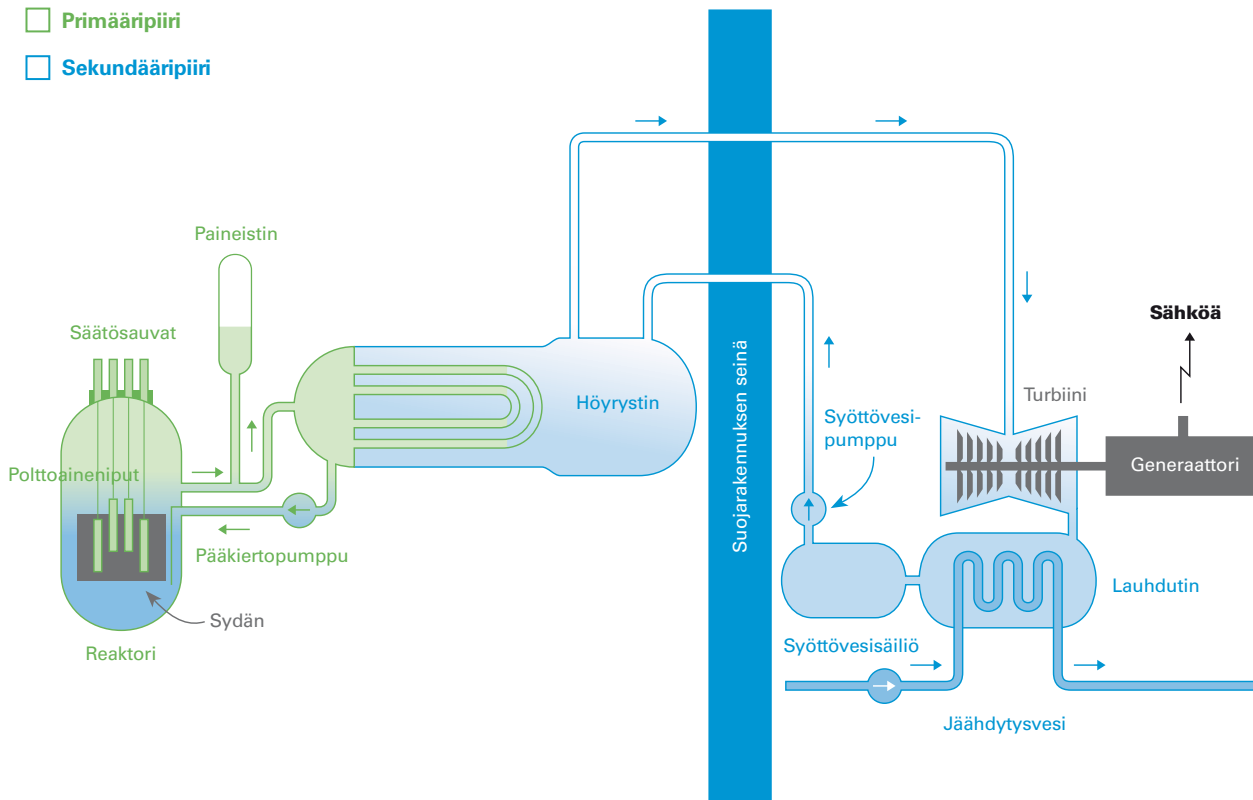 Primääripiiri
Sekundääripiiri
Paineistin
Säätösauvat
Polttoaineniput
Pääkiertopumppu
Sydän
Reaktori
Höyrystin
Suojarakennuksen seinä
Syöttövesi-
pumppu
Syöttövesisäiliö
Sähköä
Turbiini
Generaattori
Lauhdutin
Jäähdytysvesi